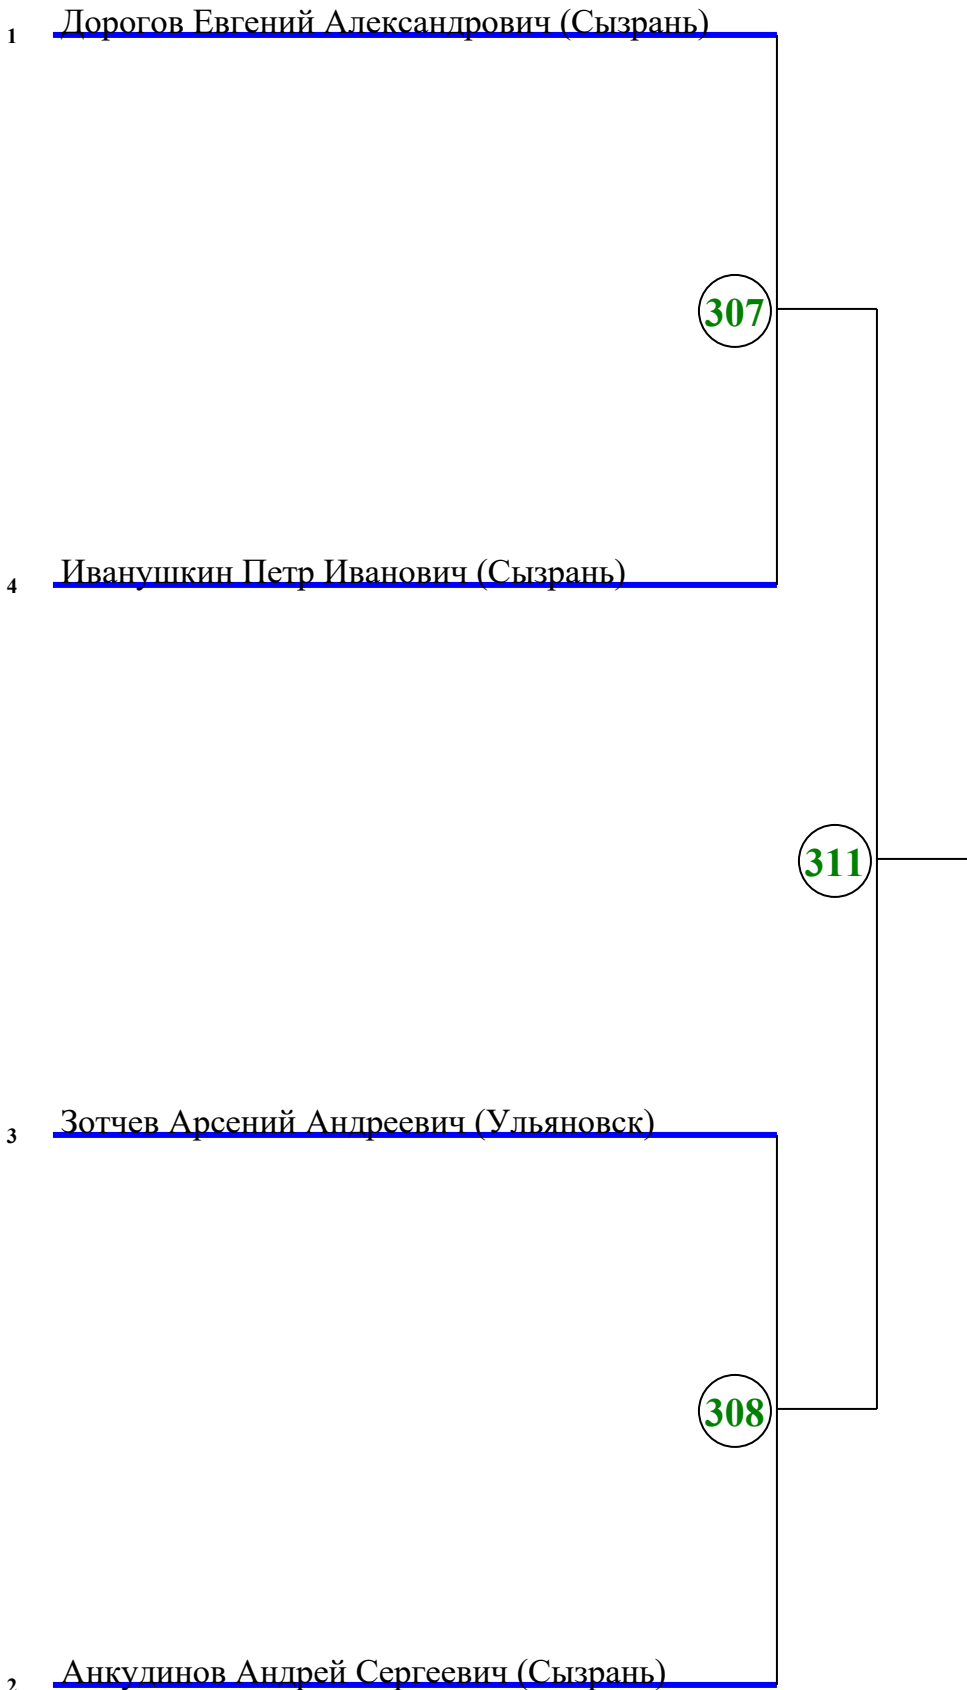 1 Дорогов Евгений Александрович (Сызрань)
307
4 Иванушкин Петр Иванович (Сызрань)
311
3 Зотчев Арсений Андреевич (Ульяновск)
308
2 Анкудинов Андрей Сергеевич (Сызрань)